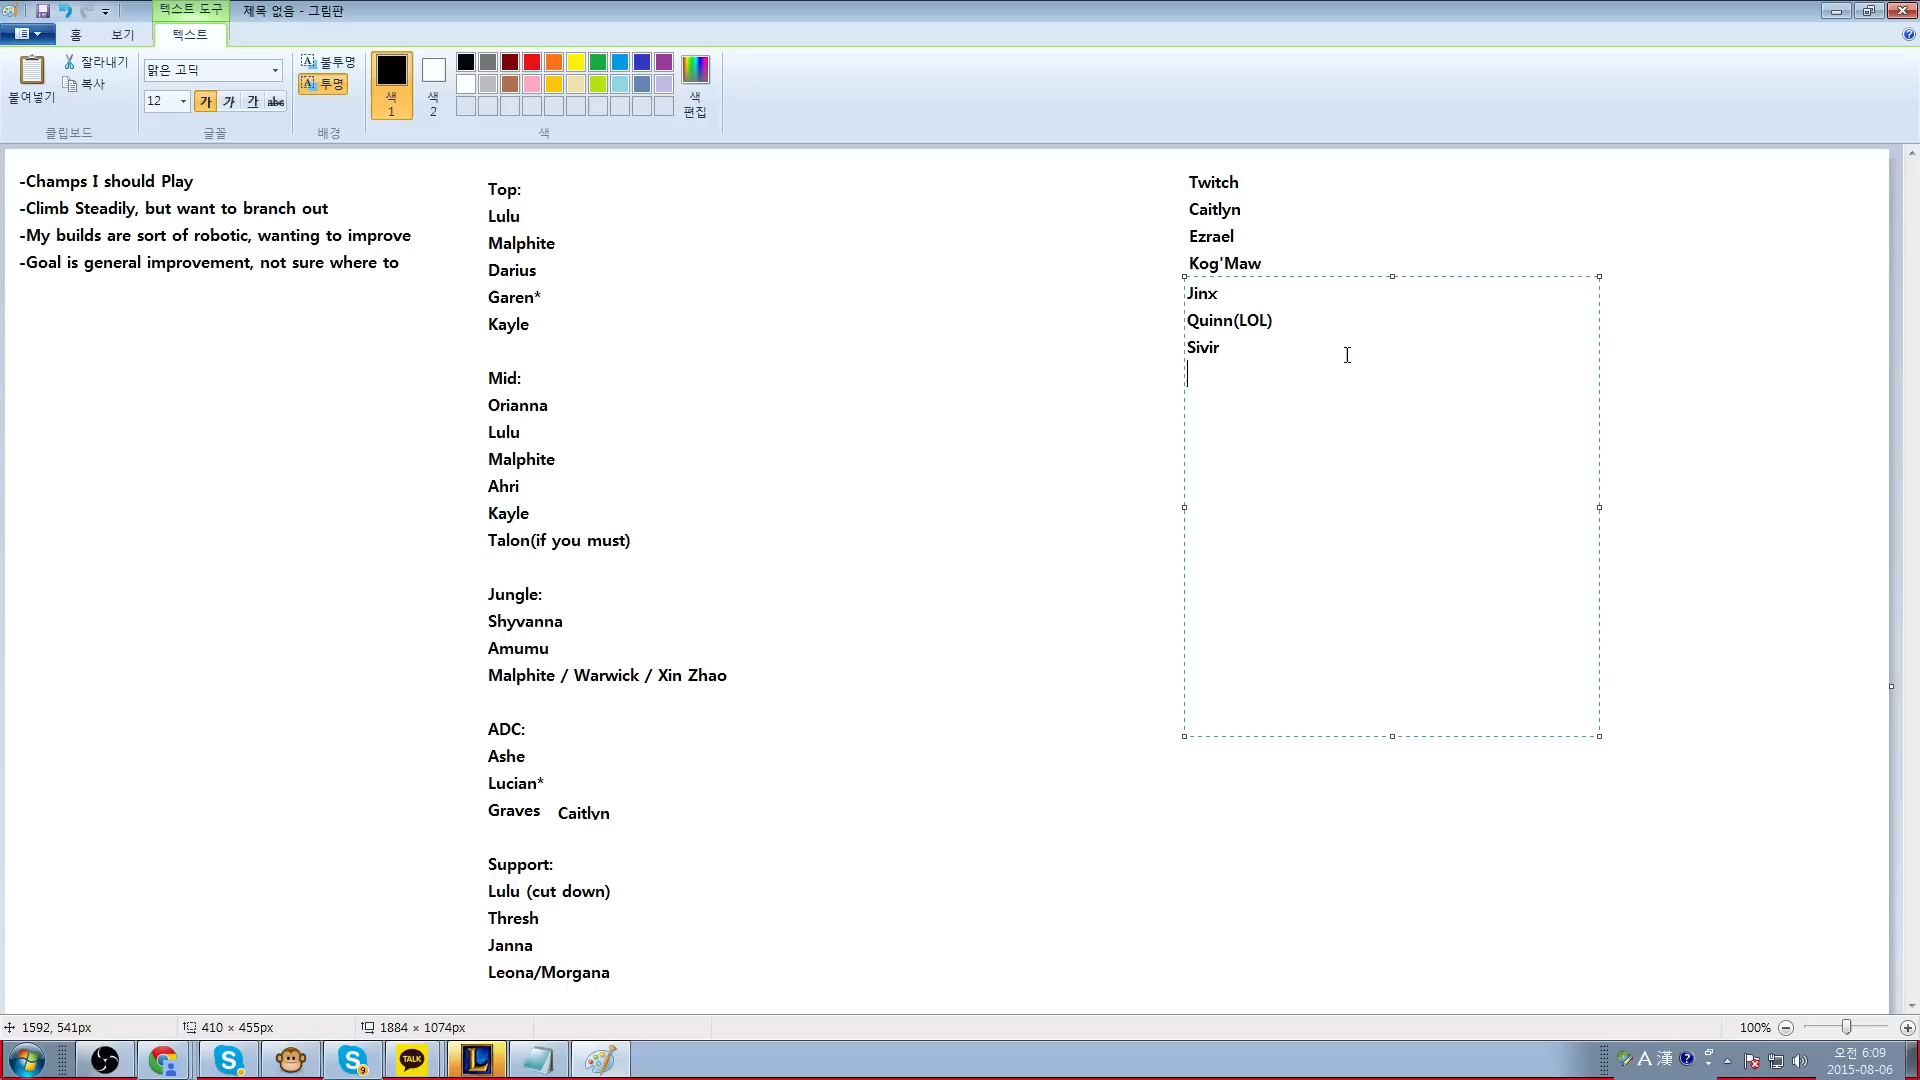 텍스트 도구
제목 없음 - 그림판
홈
보기
텍스트
붙여넣기
잘라내기
복사
클립보드
맑은 고딕
12
가 가 가 abc
글꼴
불투명
투명
배경
색
1
색
2
색
편집
색
-Champs I should Play
-Climb Steadily, but want to branch out
-My builds are sort of robotic, wanting to improve
-Goal is general improvement, not sure where to
Top:
Lulu
Malphite
Darius
Garen*
Kayle
Mid:
Orianna
Lulu
Malphite
Ahri
Kayle
Talon(if you must)
Jungle:
Shyvanna
Amumu
Malphite / Warwick / Xin Zhao
ADC:
Ashe
Lucian*
Graves Caitlyn
Support:
Lulu (cut down)
Thresh
Janna
Leona/Morgana
Twitch
Caitlyn
Ezrael
Kog'Maw
Jinx
Quinn(LOL)
Sivir
1592, 541px
410 × 455px
1884 × 1074px
100%
TALK
A 漢
오전 6:09
2015-08-06